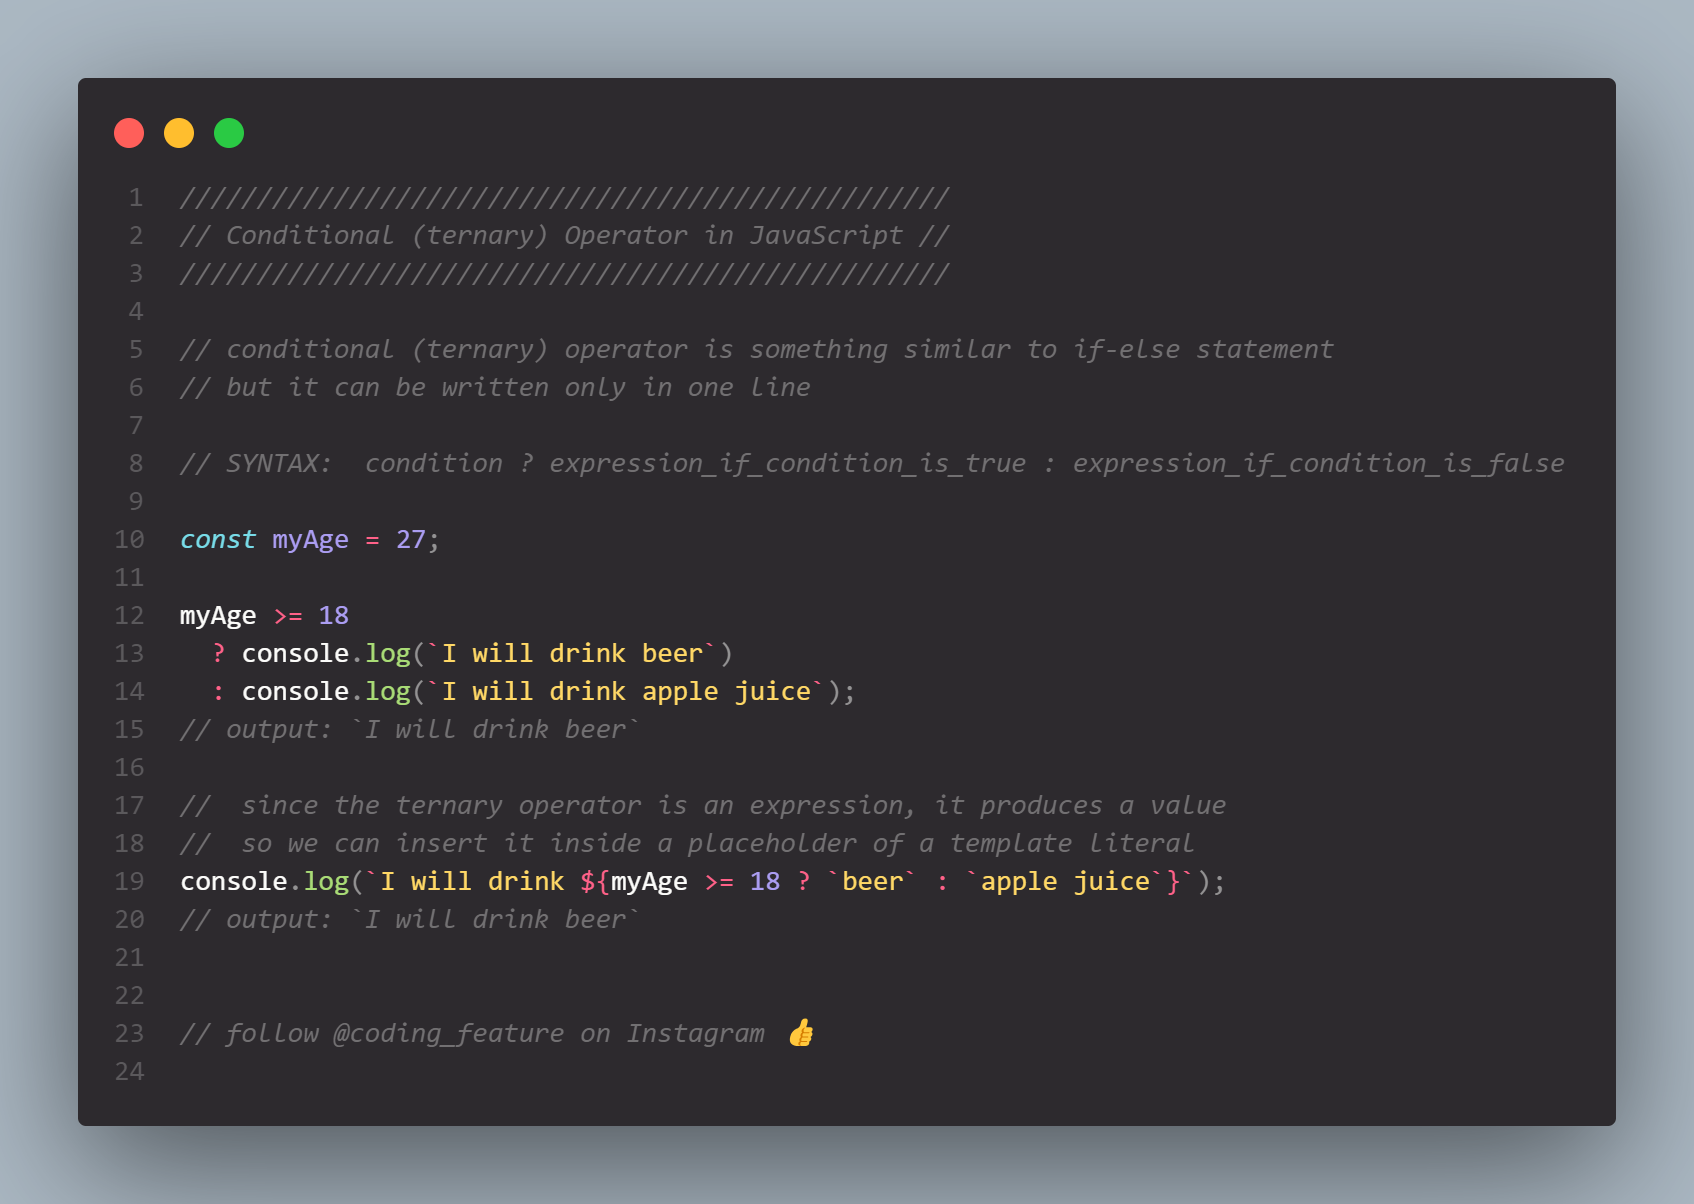 1 //////////////////////////////////////////////////
2 // Conditional (ternary) Operator in JavaScript //
3 //////////////////////////////////////////////////
4
5 // conditional (ternary) operator is something similar to if-else statement
6 // but it can be written only in one line
7
8 // SYNTAX:  condition ? expression_if_condition_is_true : expression_if_condition_is_false
9
10 const myAge = 27;
11
12 myAge >= 18
13   ? console.log(`I will drink beer`)
14   : console.log(`I will drink apple juice`);
15 // output: `I will drink beer`
16
17 //  since the ternary operator is an expression, it produces a value
18 //  so we can insert it inside a placeholder of a template literal
19 console.log(`I will drink ${myAge >= 18 ? `beer` : `apple juice`}`);
20 // output: `I will drink beer`
21
22
23 // follow @coding_feature on Instagram 👍
24